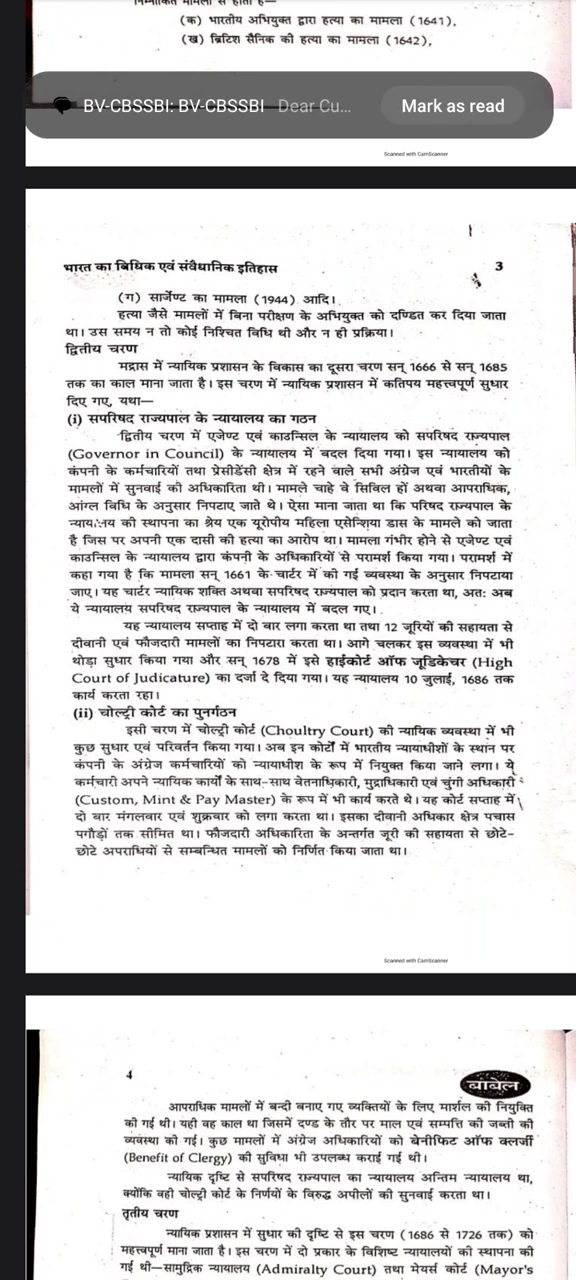 (क) भारतीय अभियुक्त द्वारा हत्या का मामला (1641),
(ख) ब्रिटिश सैनिक की हत्या का मामला (1642),
BV-CBSSBI: BV-CBSSBI Dear Cu... Mark as read
Scanned with CamScanner
भारत का विधिक एवं संवैधानिक इतिहास 3
(ग) सार्जेण्ट का मामला (1944) आदि।
हत्या जैसे मामलों में बिना परीक्षण के अभियुक्त को दण्डित कर दिया जाता
था। उस समय न तो कोई निश्चित विधि थी और न ही प्रक्रिया।
द्वितीय चरण
मद्रास में न्यायिक प्रशासन के विकास का दूसरा चरण सन् 1666 से सन् 1685
तक का काल माना जाता है। इस चरण में न्यायिक प्रशासन में कतिपय महत्त्वपूर्ण सुधार
दिए गए, यथा—
(i) सपरिषद राज्यपाल के न्यायालय का गठन
द्वितीय चरण में एजेण्ट एवं काउन्सिल के न्यायालय को सपरिषद राज्यपाल
(Governor in Council) के न्यायालय में बदल दिया गया। इस न्यायालय को
कंपनी के कर्मचारियों तथा प्रेसीडेंसी क्षेत्र में रहने वाले सभी अंग्रेज एवं भारतीयों के
मामलों में सुनवाई की अधिकारिता थी। मामले चाहे वे सिविल हों अथवा आपराधिक,
आंग्ल विधि के अनुसार निपटाए जाते थे। ऐसा माना जाता था कि परिषद राज्यपाल के
न्यायालय की स्थापना का श्रेय एक यूरोपीय महिला एसेन्शिया डास के मामले को जाता
है जिस पर अपनी एक दासी की हत्या का आरोप था। मामला गंभीर होने से एजेण्ट एवं
काउन्सिल के न्यायालय द्वारा कंपनी के अधिकारियों से परामर्श किया गया। परामर्श में
कहा गया है कि मामला सन् 1661 के चार्टर में की गई व्यवस्था के अनुसार निपटाया
जाए। यह चार्टर न्यायिक शक्ति अथवा सपरिषद राज्यपाल को प्रदान करता था, अत: अब
ये न्यायालय सपरिषद राज्यपाल के न्यायालय में बदल गए।
यह न्यायालय सप्ताह में दो बार लगा करता था तथा 12 जूरियों की सहायता से
दीवानी एवं फौजदारी मामलों का निपटारा करता था। आगे चलकर इस व्यवस्था में भी
थोड़ा सुधार किया गया और सन् 1678 में इसे हाईकोर्ट ऑफ जूडिकेचर (High
Court of Judicature) का दर्जा दे दिया गया। यह न्यायालय 10 जुलाई, 1686 तक
कार्य करता रहा।
(ii) चोल्ट्री कोर्ट का पुनर्गठन
इसी चरण में चोल्ट्री कोर्ट (Choultry Court) की न्यायिक व्यवस्था में भी
कुछ सुधार एवं परिवर्तन किया गया। अब इन कोर्टों में भारतीय न्यायाधीशों के स्थान पर
कंपनी के अंग्रेज कर्मचारियों को न्यायाधीश के रूप में नियुक्त किया जाने लगा। ये
कर्मचारी अपने न्यायिक कार्यों के साथ-साथ वेतनाधिकारी, मुद्राधिकारी एवं चुंगी अधिकारी
(Custom, Mint & Pay Master) के रूप में भी कार्य करते थे। यह कोर्ट सप्ताह में
दो बार मंगलवार एवं शुक्रवार को लगा करता था। इसका दीवानी अधिकार क्षेत्र पचास
पगौड़ों तक सीमित था। फौजदारी अधिकारिता के अन्तर्गत जूरी की सहायता से छोटे-
छोटे अपराधियों से सम्बन्धित मामलों को निर्णित किया जाता था।
Scanned with CamScanner
4 बाबेल
आपराधिक मामलों में बन्दी बनाए गए व्यक्तियों के लिए मार्शल की नियुक्ति
की गई थी। यही वह काल था जिसमें दण्ड के तौर पर माल एवं सम्पत्ति की जब्ती की
व्यवस्था की गई। कुछ मामलों में अंग्रेज अधिकारियों को बेनीफिट ऑफ क्लर्जी
(Benefit of Clergy) की सुविधा भी उपलब्ध कराई गई थी।
न्यायिक दृष्टि से सपरिषद राज्यपाल का न्यायालय अन्तिम न्यायालय था,
क्योंकि वही चोल्ट्री कोर्ट के निर्णयों के विरुद्ध अपीलों की सुनवाई करता था।
तृतीय चरण
न्यायिक प्रशासन में सुधार की दृष्टि से इस चरण (1686 से 1726 तक) को
महत्त्वपूर्ण माना जाता है। इस चरण में दो प्रकार के विशिष्ट न्यायालयों की स्थापना की
गई थी—सामुद्रिक न्यायालय (Admiralty Court) तथा मेयर्स कोर्ट (Mayor's